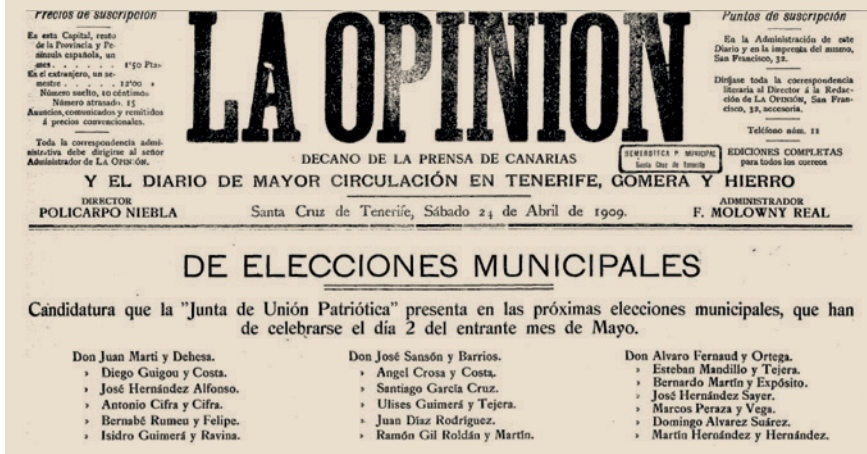 Precios de suscripción
En esta Capital, resto
de la Provincia y Pe-
nínsula española, un
mes. . . . . . 1'50 Ptas
En el extranjero, un se-
mestre . . . . . 12'00 »
Número suelto, 10 céntimos
Número atrasado. 15
Anuncios, comunicados y remitidos
á precios convencionales.
Toda la correspondencia admi-
nistrativa debe dirigirse al señor
Administrador de LA OPINIÓN.
LA OPINION
DECANO DE LA PRENSA DE CANARIAS
Puntos de suscripción
En la Administración de este
Diario y en la imprenta del mismo,
San Francisco, 32.
Diríjase toda la correspondencia
literaria al Director á la Redac-
ción de LA OPINIÓN, San Fran-
cisco, 32, accesoria.
Teléfono núm. 11
EDICIONES COMPLETAS
para todos los correos
HEMEROTECA P. MUNICIPAL
Santa Cruz de Tenerife
Y EL DIARIO DE MAYOR CIRCULACIÓN EN TENERIFE, GOMERA Y HIERRO
DIRECTOR
POLICARPO NIEBLA
Santa Cruz de Tenerife, Sábado 24 de Abril de 1909.
ADMINISTRADOR
F. MOLOWNY REAL
DE ELECCIONES MUNICIPALES
Candidatura que la "Junta de Unión Patriótica" presenta en las próximas elecciones municipales, que han
de celebrarse el día 2 del entrante mes de Mayo.
Don Juan Marti y Dehesa.
» Diego Guigou y Costa.
» José Hernández Alfonso.
» Antonio Cifra y Cifra.
» Bernabé Rumeu y Felipe.
» Isidro Guimerá y Ravina.
Don José Sansón y Barrios.
» Angel Crosa y Costa.
» Santiago García Cruz.
» Ulises Guimerá y Tejera.
» Juan Díaz Rodríguez.
» Ramón Gil Roldán y Martín.
Don Alvaro Fernaud y Ortega.
» Esteban Mandillo y Tejera.
» Bernardo Martín y Expósito.
» José Hernández Sayer.
» Marcos Peraza y Vega.
» Domingo Alvarez Suárez.
» Martín Hernández y Hernández.